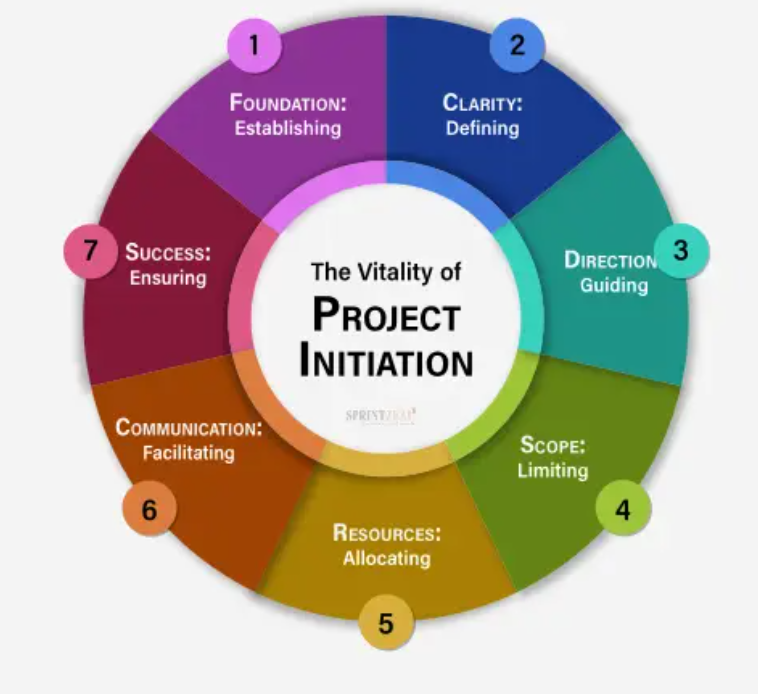 The Vitality of
PROJECT
INITIATION
1
FOUNDATION:
Establishing
2
CLARITY:
Defining
3
DIRECTION
Guiding
4
SCOPE:
Limiting
5
RESOURCES:
Allocating
6
COMMUNICATION:
Facilitating
7
SUCCESS:
Ensuring